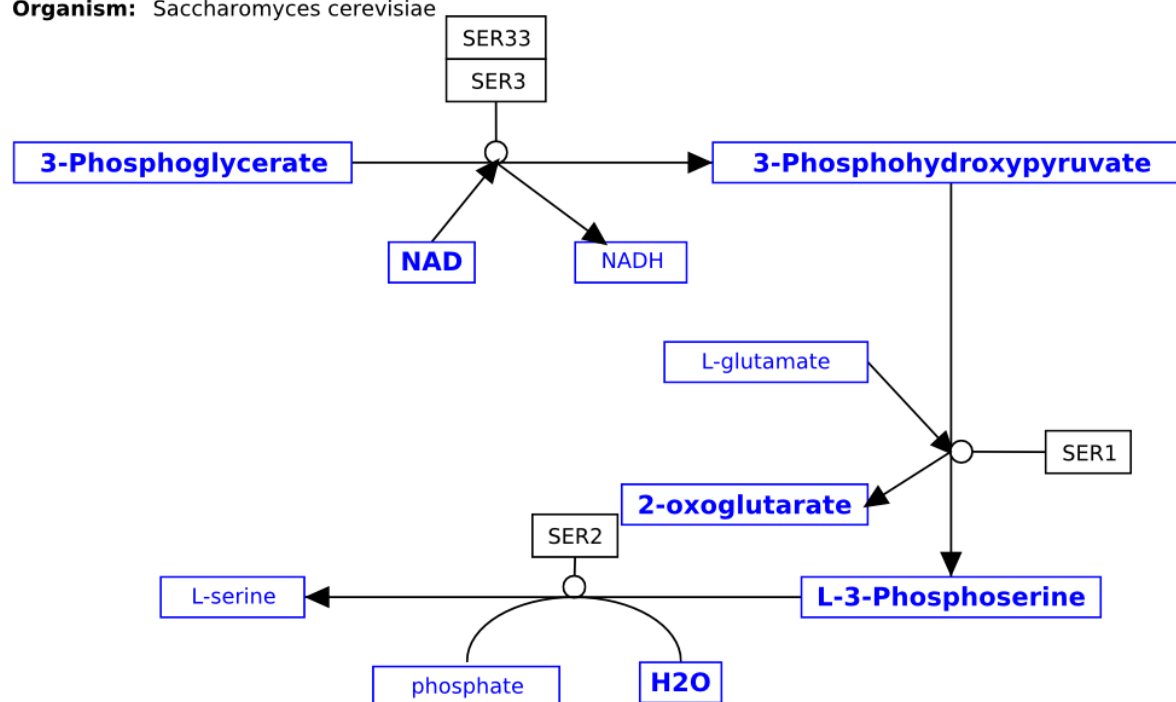 Organism: Saccharomyces cerevisiae
SER33
SER3
3-Phosphoglycerate
3-Phosphohydroxypyruvate
NAD
NADH
L-glutamate
SER1
2-oxoglutarate
SER2
L-serine
L-3-Phosphoserine
phosphate
H2O